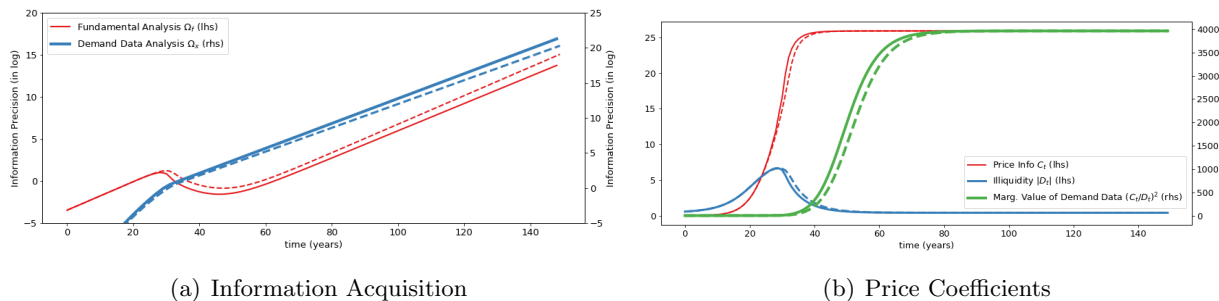 20
15
10
5
0
−5
Information Precision (in log)
Fundamental Analysis Ωf (lhs)
Demand Data Analysis Ωx (rhs)
25
20
15
10
5
0
−5
Information Precision (in log)
0 20 40 60 80 100 120 140
time (years)
(a) Information Acquisition
25
20
15
10
5
0
4000
3500
3000
2500
2000
1500
1000
500
0
Price Info Ct (lhs)
Illiquidity |Dt| (lhs)
Marg. Value of Demand Data (Ct/Dt)² (rhs)
0 20 40 60 80 100 120 140
time (years)
(b) Price Coefficients